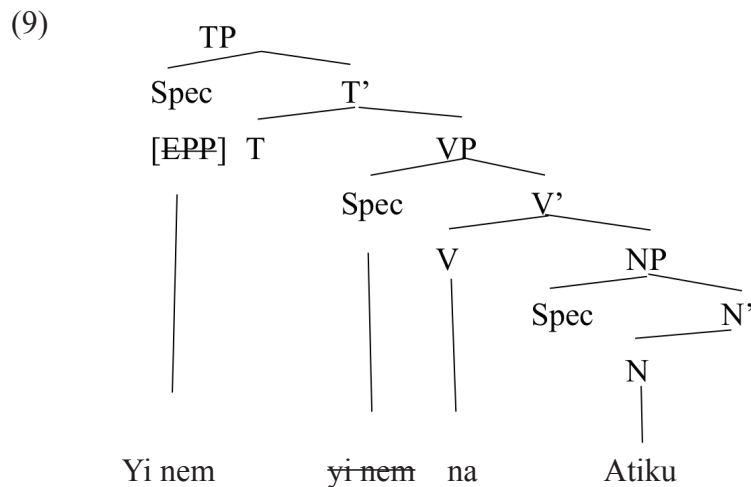 (9)
TP
Spec T’
[EPP] T VP
Spec V’
V NP
Spec N’
N
Yi nem yi nem na Atiku